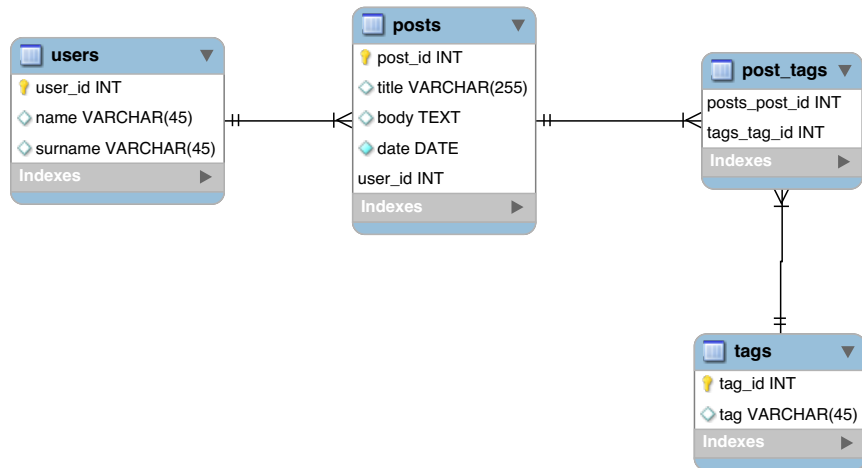 users
user_id INT
name VARCHAR(45)
surname VARCHAR(45)
Indexes
posts
post_id INT
title VARCHAR(255)
body TEXT
date DATE
user_id INT
Indexes
post_tags
posts_post_id INT
tags_tag_id INT
Indexes
tags
tag_id INT
tag VARCHAR(45)
Indexes